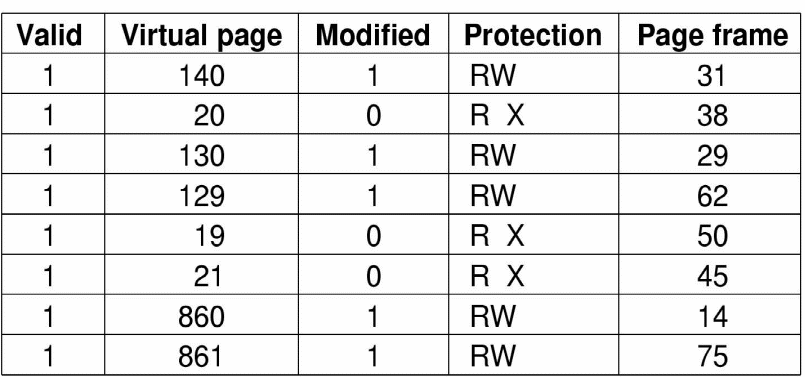 Valid Virtual page Modified Protection Page frame
1 140 1 RW 31
1 20 0 R X 38
1 130 1 RW 29
1 129 1 RW 62
1 19 0 R X 50
1 21 0 R X 45
1 860 1 RW 14
1 861 1 RW 75